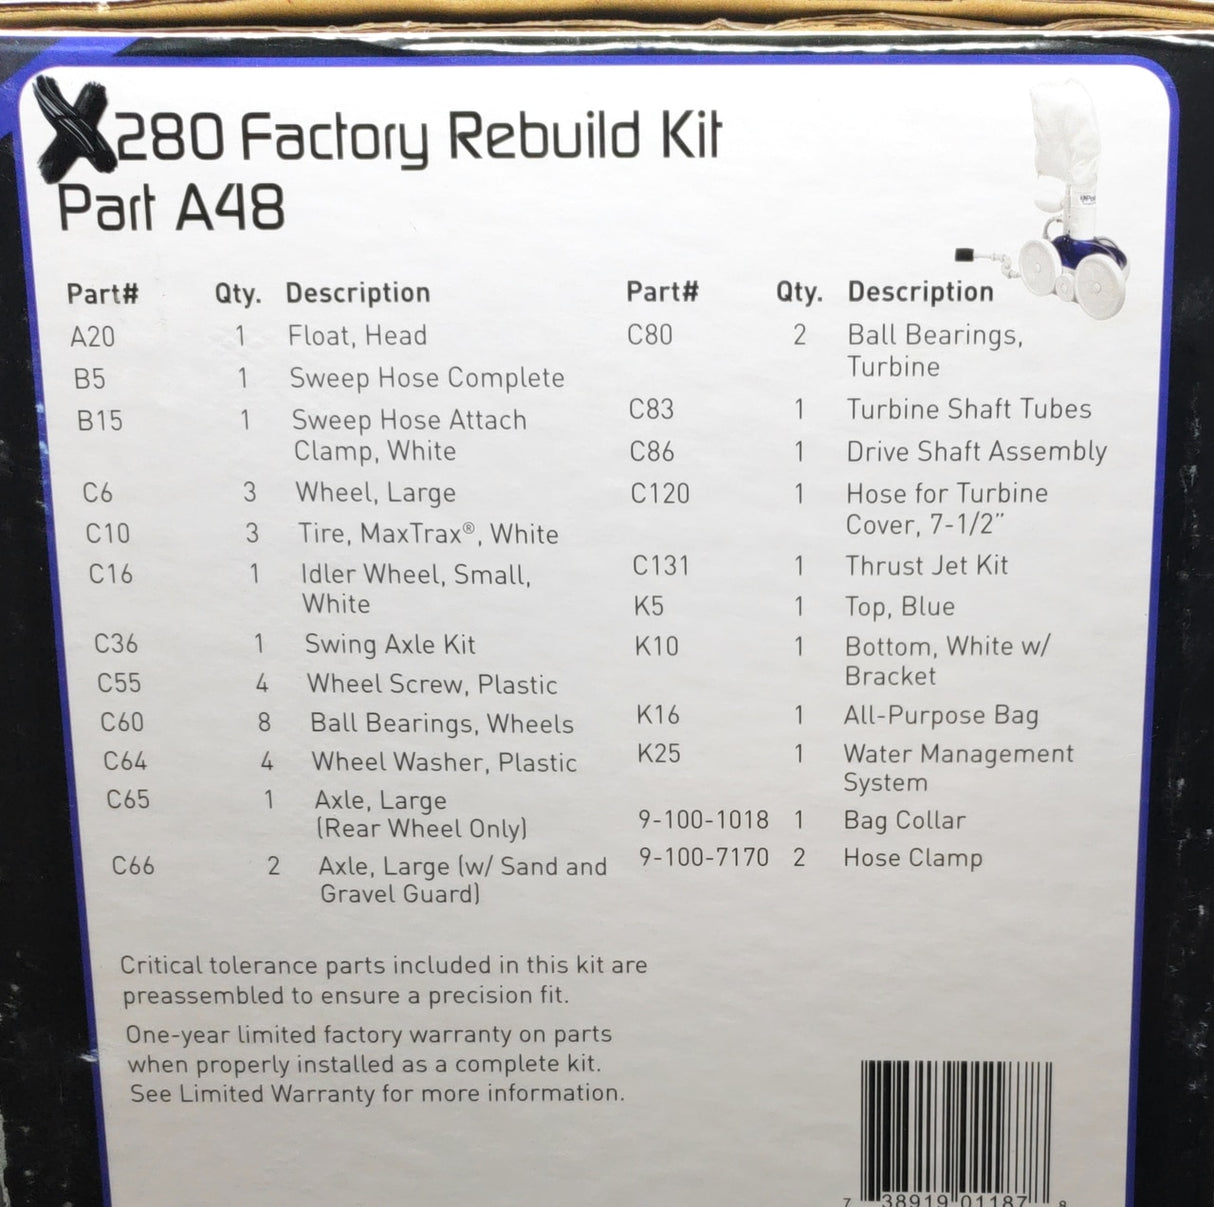 280 Factory Rebuild Kit
Part A48
Part# Qty. Description
A20 1 Float, Head
B5 1 Sweep Hose Complete
B15 1 Sweep Hose Attach
Clamp, White
C6 3 Wheel, Large
C10 3 Tire, MaxTrax®, White
C16 1 Idler Wheel, Small,
White
C36 1 Swing Axle Kit
C55 4 Wheel Screw, Plastic
C60 8 Ball Bearings, Wheels
C64 4 Wheel Washer, Plastic
C65 1 Axle, Large
(Rear Wheel Only)
C66 2 Axle, Large (w/ Sand and
Gravel Guard)
Part# Qty. Description
C80 2 Ball Bearings,
Turbine
C83 1 Turbine Shaft Tubes
C86 1 Drive Shaft Assembly
C120 1 Hose for Turbine
Cover, 7-1/2"
C131 1 Thrust Jet Kit
K5 1 Top, Blue
K10 1 Bottom, White w/
Bracket
K16 1 All-Purpose Bag
K25 1 Water Management
System
9-100-1018 1 Bag Collar
9-100-7170 2 Hose Clamp
Critical tolerance parts included in this kit are
preassembled to ensure a precision fit.
One-year limited factory warranty on parts
when properly installed as a complete kit.
See Limited Warranty for more information.
7 38919 01187 8